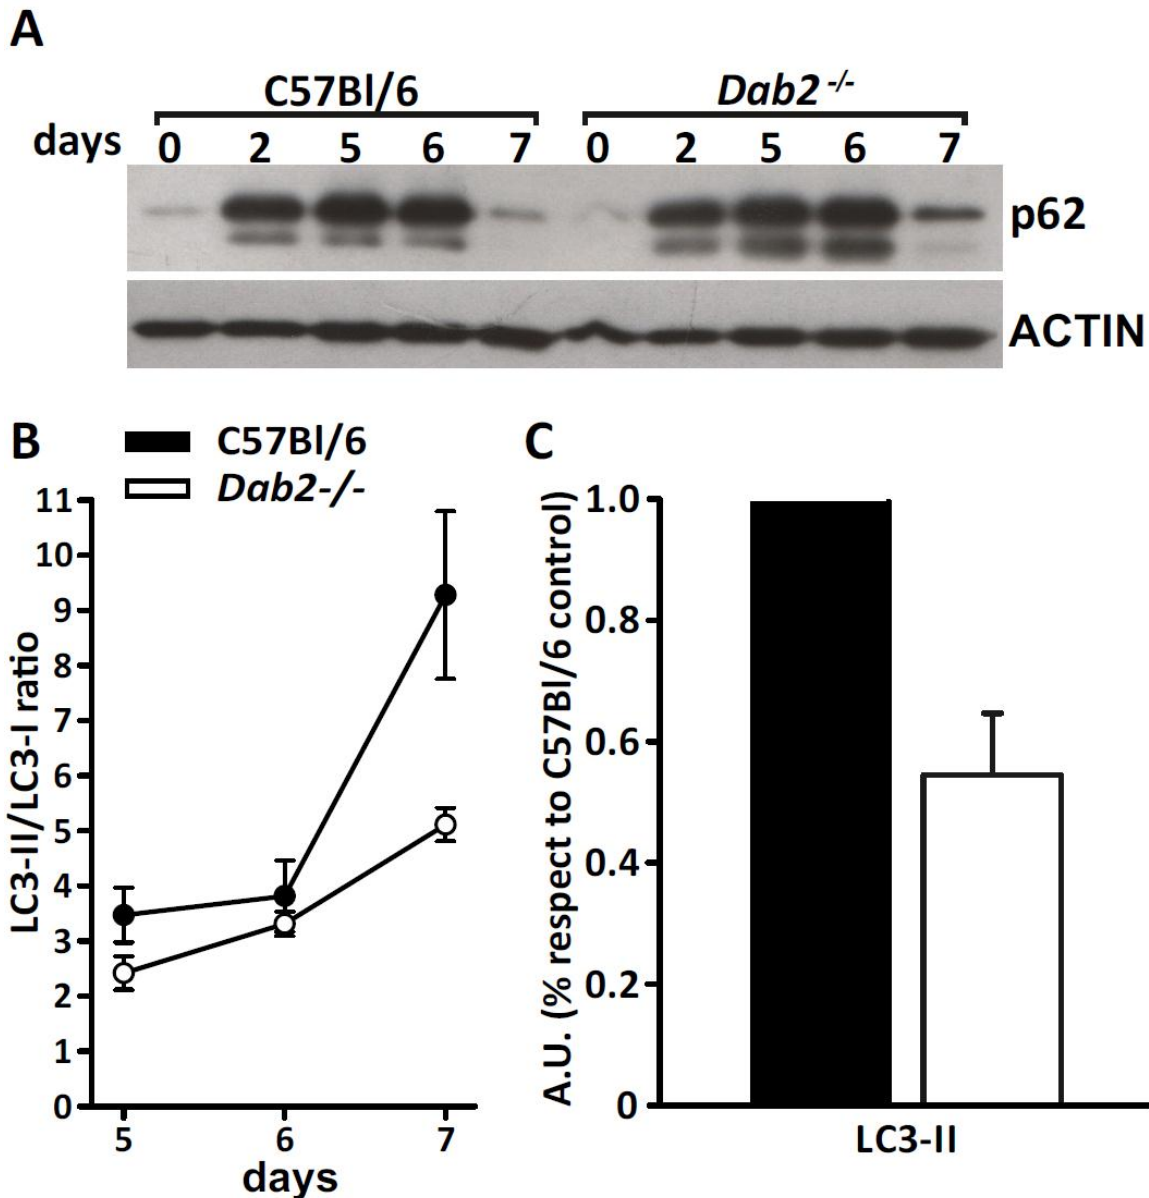 A
C57Bl/6 Dab2 -/-
days 0 2 5 6 7 0 2 5 6 7
p62
ACTIN
B C57Bl/6
Dab2-/-
C
11
10
9
8
7
6
5
4
3
2
1
0
LC3-II/LC3-I ratio
5 6 7
days
A.U. (% respect to C57Bl/6 control)
1.0
0.8
0.6
0.4
0.2
0
LC3-II